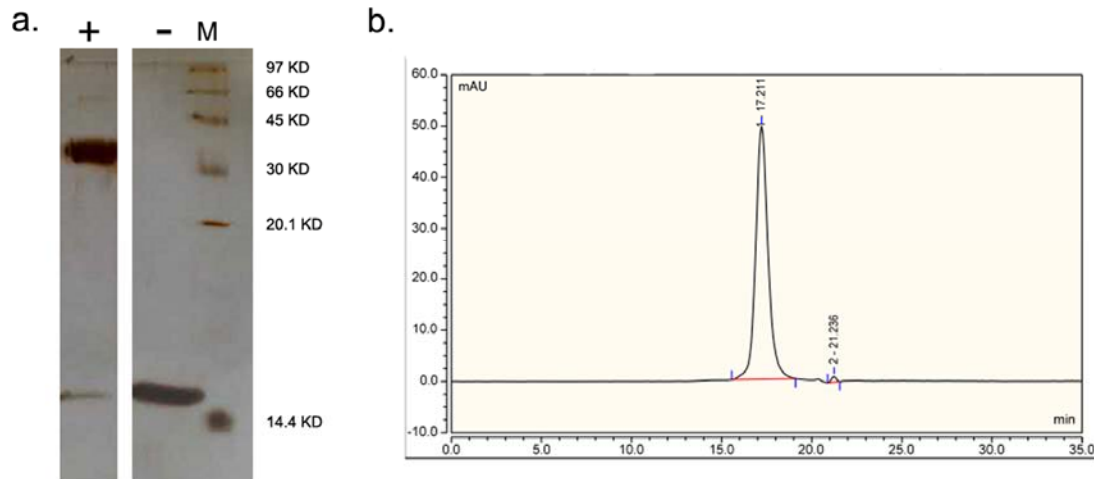 a.
+ - M
97 KD
66 KD
45 KD
30 KD
20.1 KD
14.4 KD
b.
60.0
mAU
50.0
40.0
30.0
20.0
10.0
0.0
-10.0
1 17.211
2 - 21.236
min
0.0 5.0 10.0 15.0 20.0 25.0 30.0 35.0